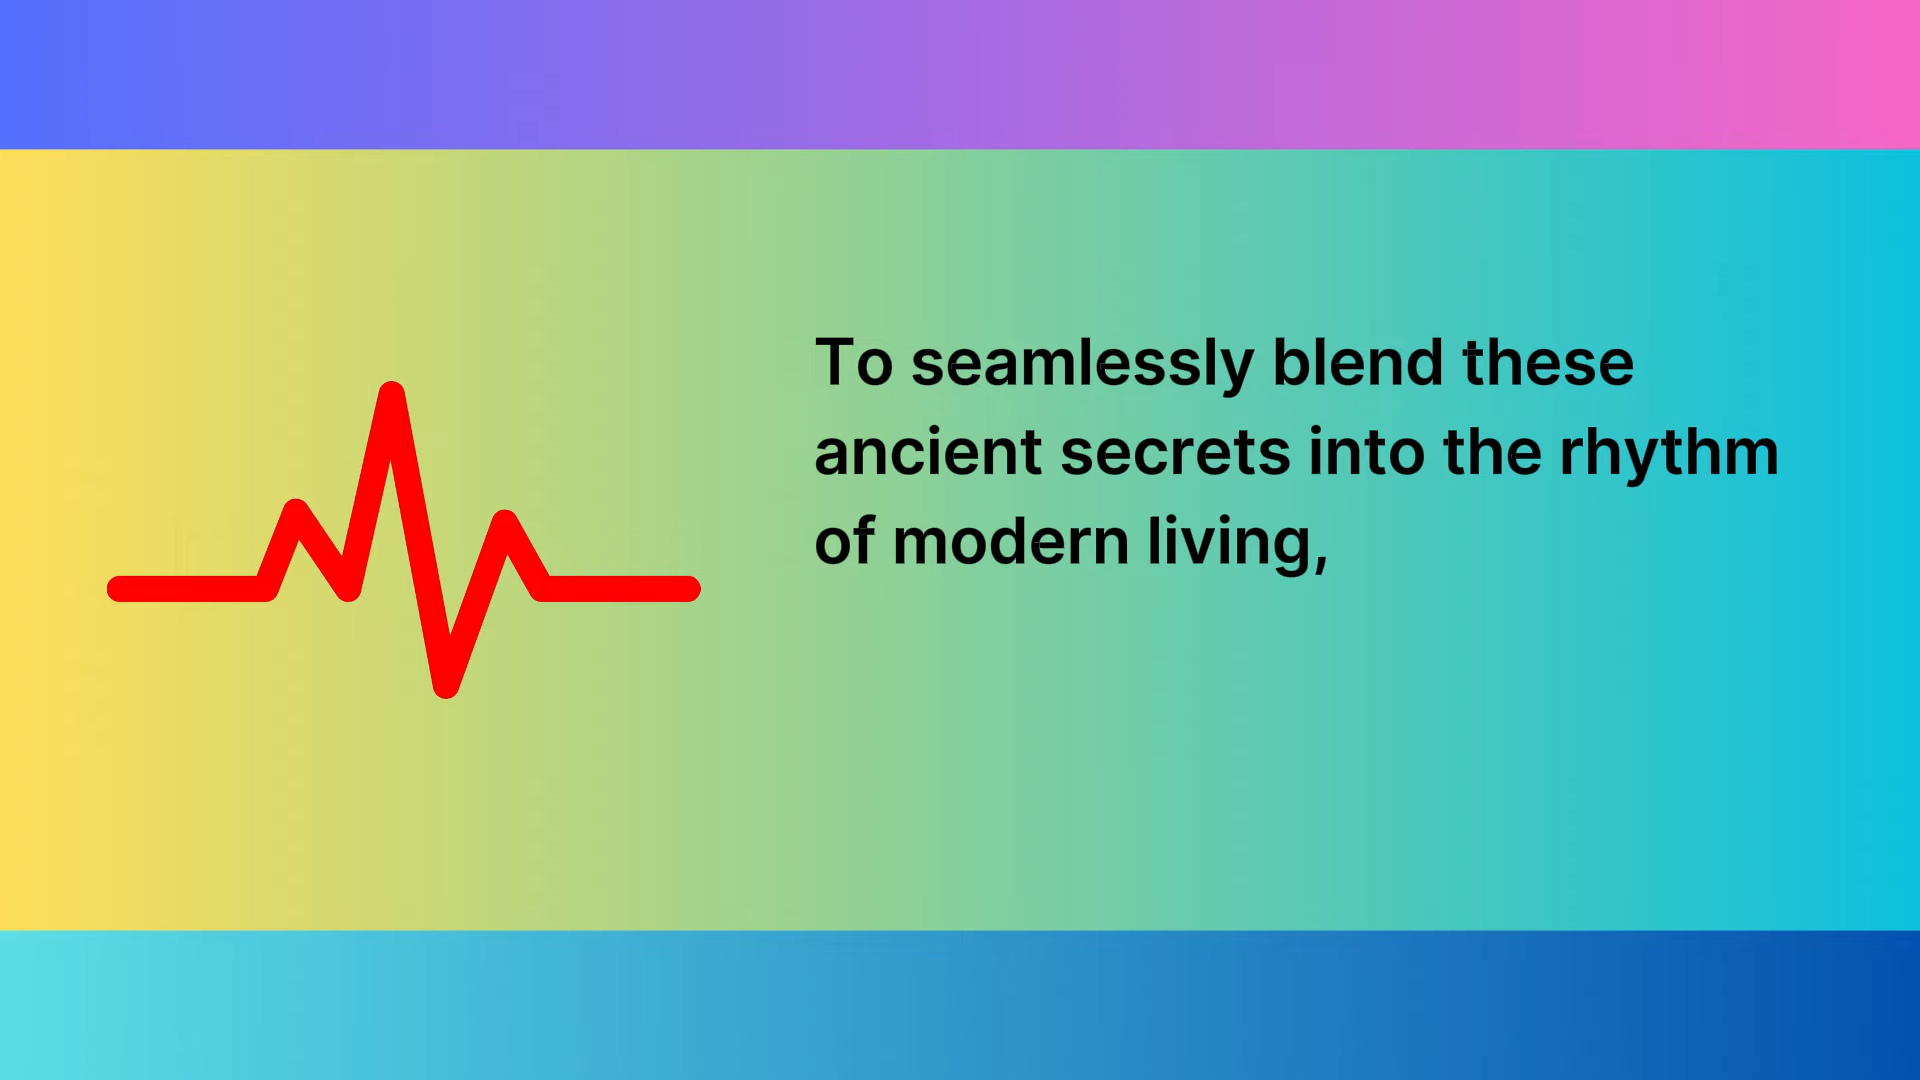 To seamlessly blend these
ancient secrets into the rhythm
of modern living,